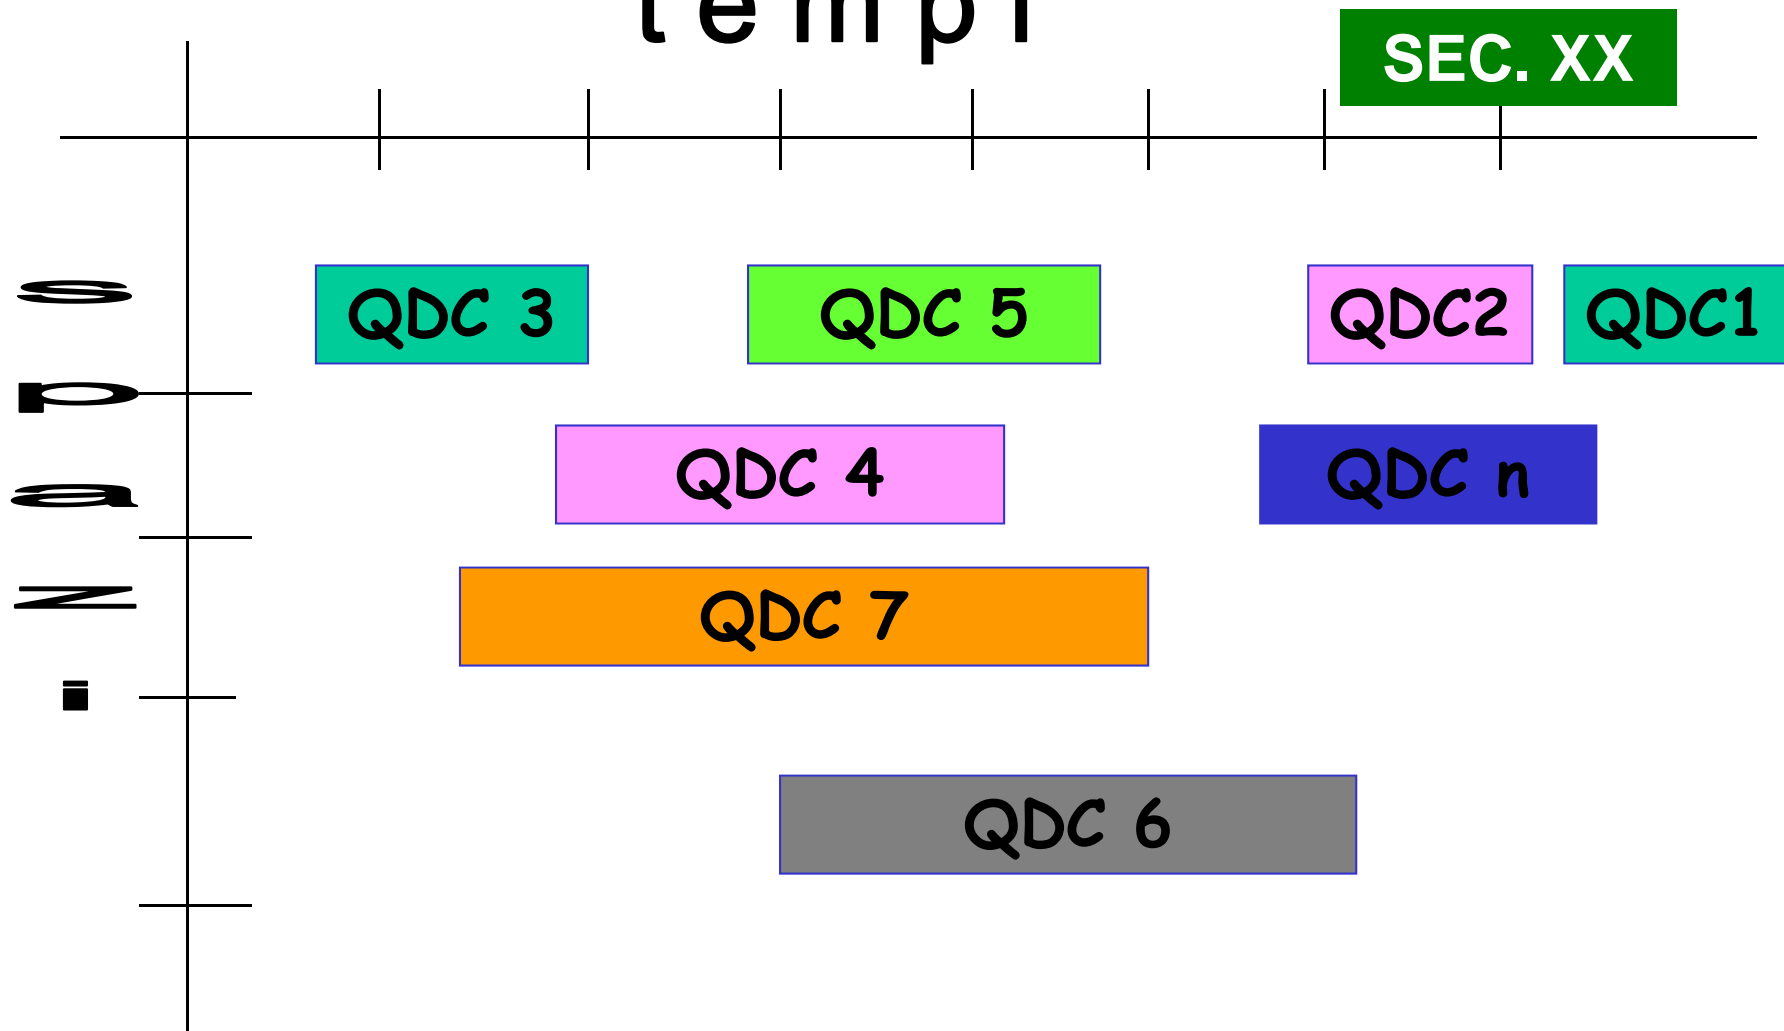 tempi
SEC. XX
spazi
QDC 3
QDC 5
QDC2
QDC1
QDC 4
QDC n
QDC 7
QDC 6